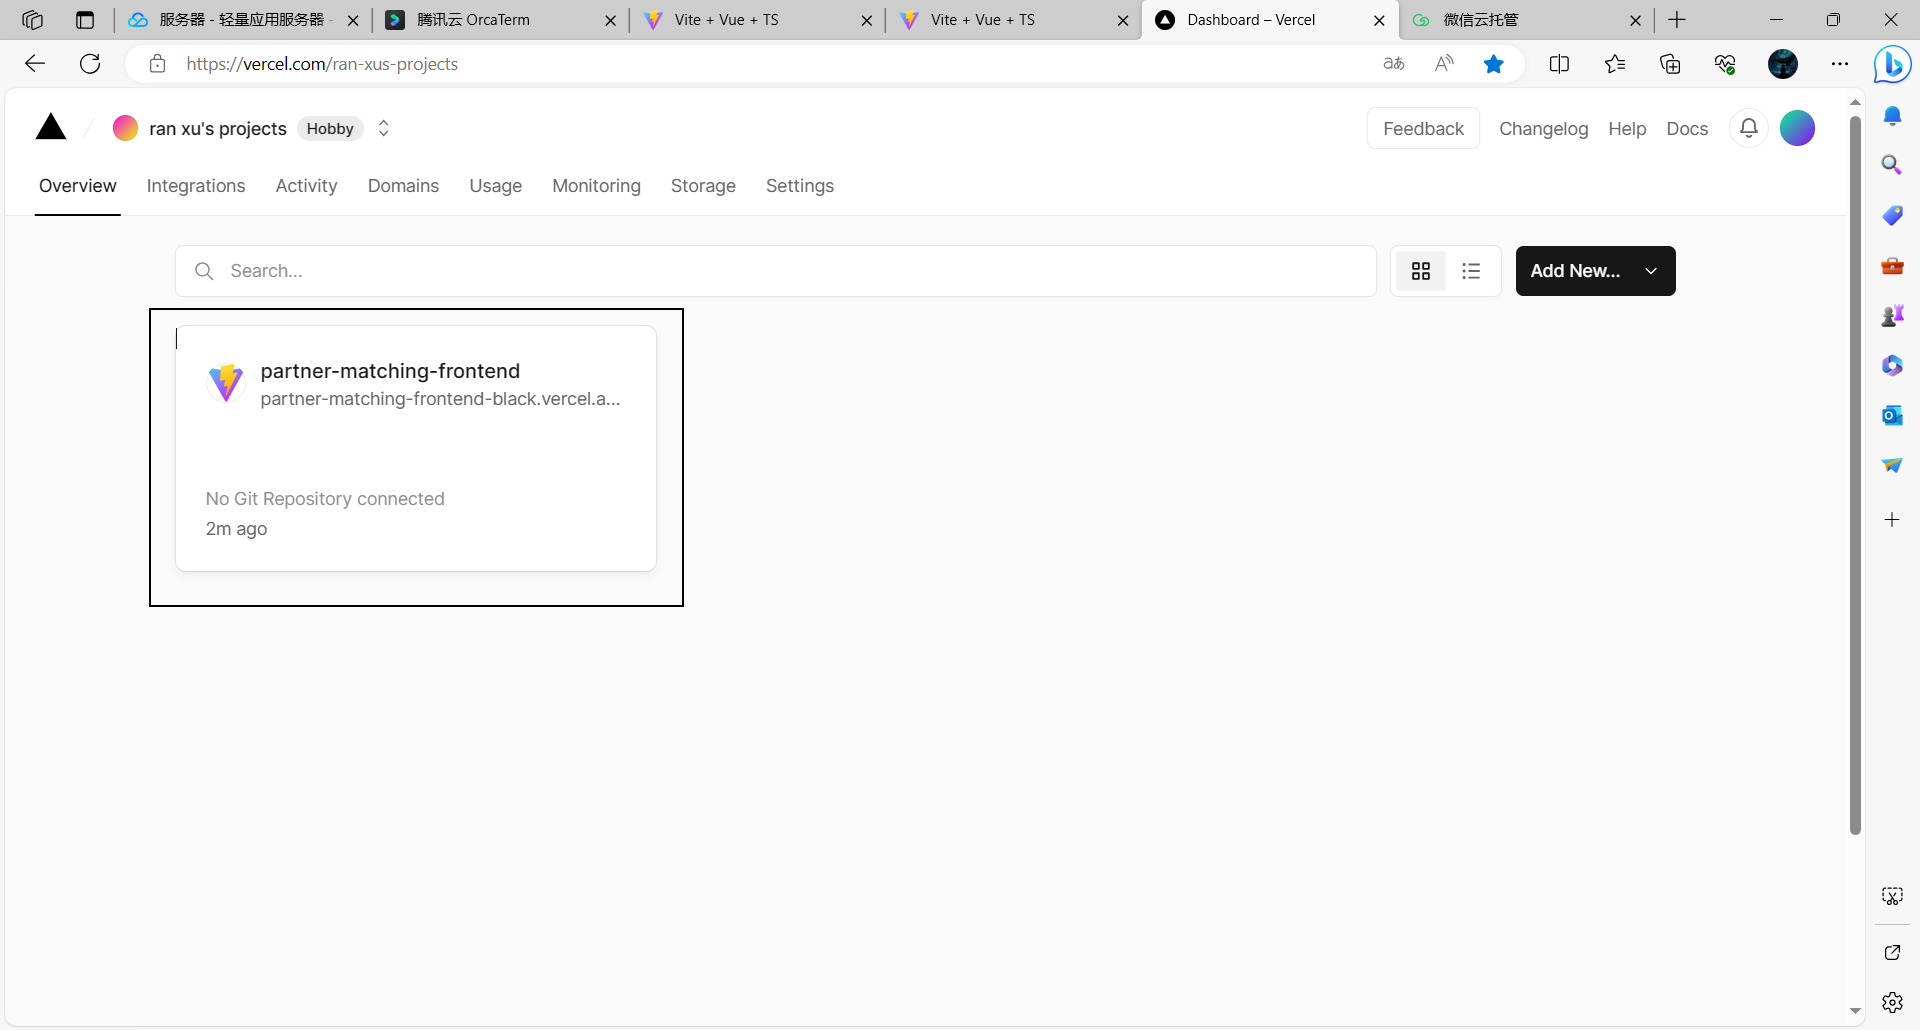 服务器 - 轻量应用服务器 -
腾讯云 OrcaTerm
Vite + Vue + TS
Vite + Vue + TS
Dashboard – Vercel
微信云托管
https://vercel.com/ran-xus-projects
ran xu's projects
Hobby
Feedback
Changelog
Help
Docs
Overview
Integrations
Activity
Domains
Usage
Monitoring
Storage
Settings
Search...
Add New...
partner-matching-frontend
partner-matching-frontend-black.vercel.a...
No Git Repository connected
2m ago